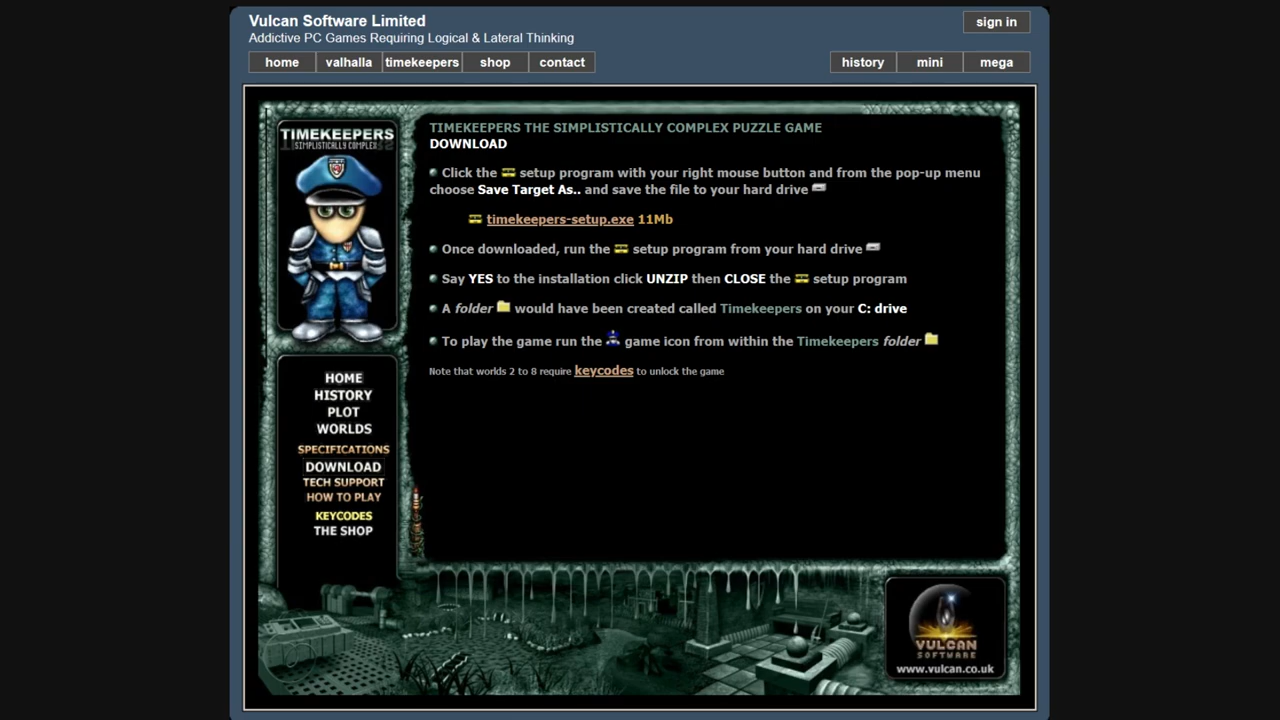 Vulcan Software Limited
Addictive PC Games Requiring Logical & Lateral Thinking
sign in
home
valhalla
timekeepers
shop
contact
history
mini
mega
TIMEKEEPERS
SIMPLISTICALLY COMPLEX
TIMEKEEPERS THE SIMPLISTICALLY COMPLEX PUZZLE GAME
DOWNLOAD
Click the setup program with your right mouse button and from the pop-up menu
choose Save Target As.. and save the file to your hard drive
timekeepers-setup.exe 11Mb
Once downloaded, run the setup program from your hard drive
Say YES to the installation click UNZIP then CLOSE the setup program
A folder would have been created called Timekeepers on your C: drive
To play the game run the game icon from within the Timekeepers folder
Note that worlds 2 to 8 require keycodes to unlock the game
HOME
HISTORY
PLOT
WORLDS
SPECIFICATIONS
DOWNLOAD
TECH SUPPORT
HOW TO PLAY
KEYCODES
THE SHOP
VULCAN
SOFTWARE
www.vulcan.co.uk